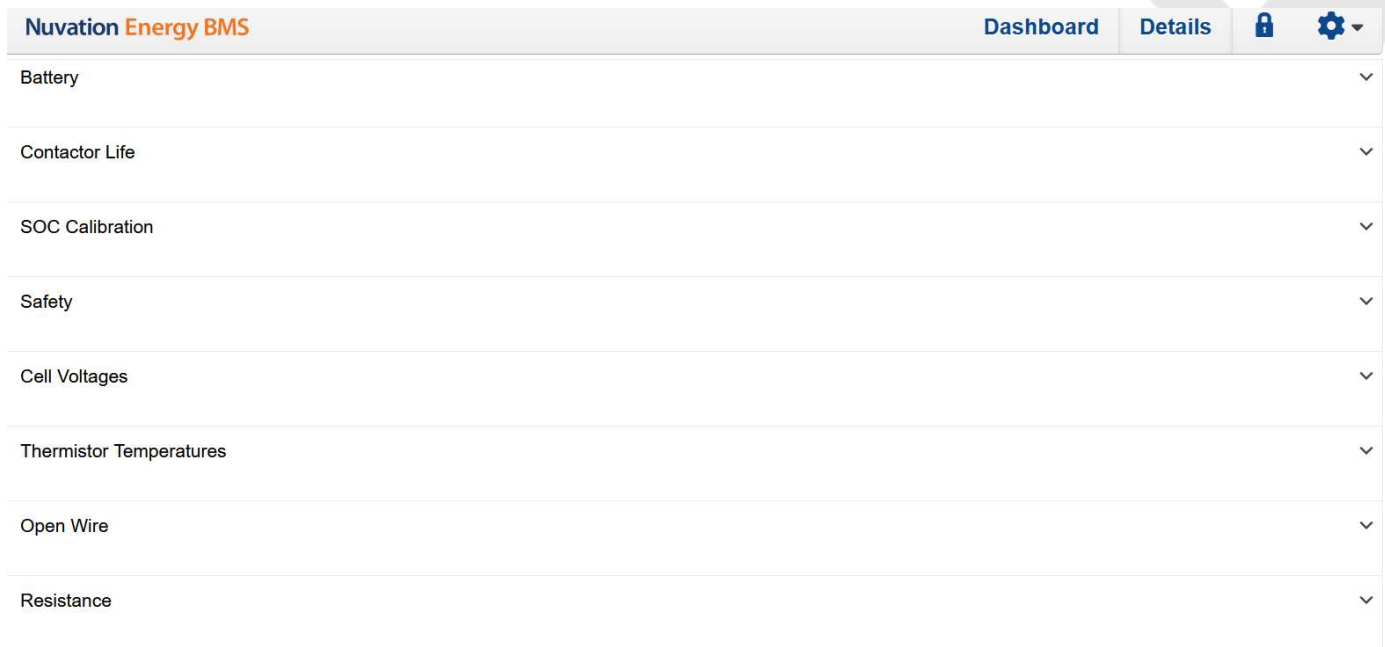 Nuvation Energy BMS Dashboard Details
Battery
Contactor Life
SOC Calibration
Safety
Cell Voltages
Thermistor Temperatures
Open Wire
Resistance